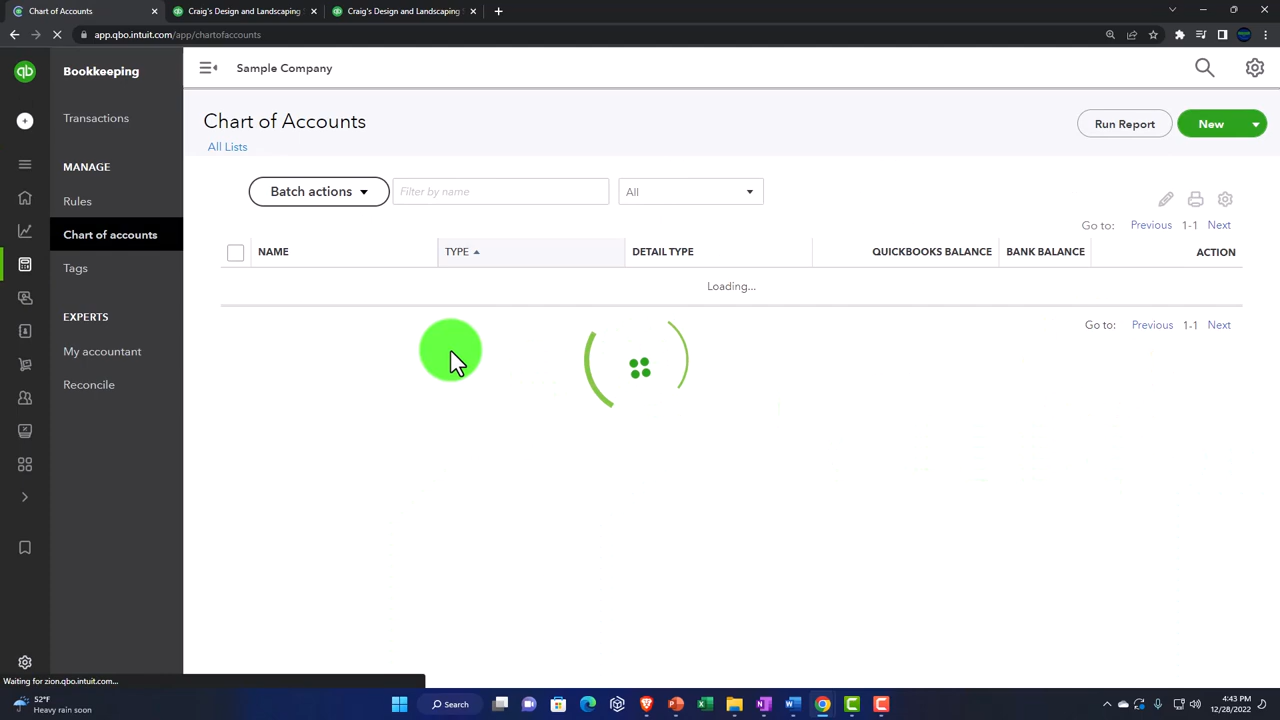 Chart of Accounts
Craig's Design and Landscaping
Craig's Design and Landscaping
app.qbo.intuit.com/app/chartofaccounts
qb
Bookkeeping
Sample Company
Transactions
MANAGE
Rules
Chart of accounts
Tags
EXPERTS
My accountant
Reconcile
Chart of Accounts
All Lists
Run Report
New
Batch actions
Filter by name
All
Go to: Previous 1-1 Next
NAME TYPE DETAIL TYPE QUICKBOOKS BALANCE BANK BALANCE ACTION
Loading...
Go to: Previous 1-1 Next
Waiting for zion.qbo.intuit.com...
52°F
Heavy rain soon
Search
4:43 PM
12/28/2022